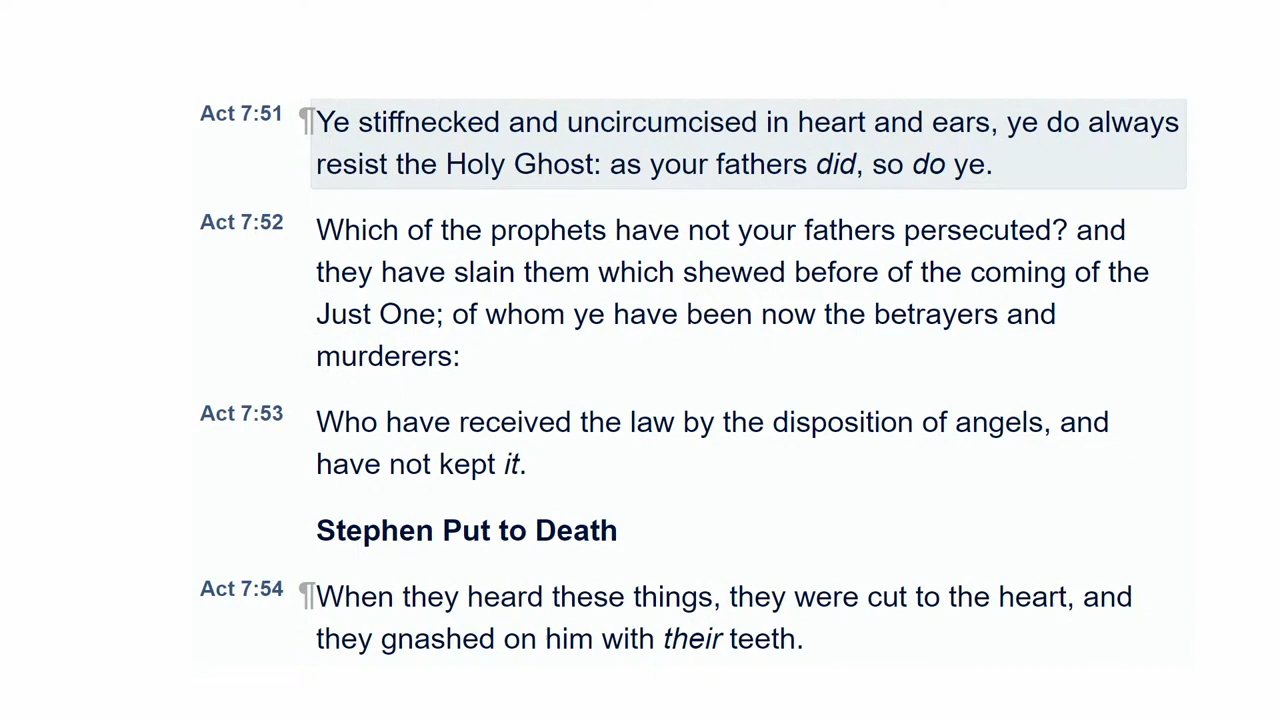 Act 7:51 ¶Ye stiffnecked and uncircumcised in heart and ears, ye do always
resist the Holy Ghost: as your fathers did, so do ye.
Act 7:52 Which of the prophets have not your fathers persecuted? and
they have slain them which shewed before of the coming of the
Just One; of whom ye have been now the betrayers and
murderers:
Act 7:53 Who have received the law by the disposition of angels, and
have not kept it.
Stephen Put to Death
Act 7:54 ¶When they heard these things, they were cut to the heart, and
they gnashed on him with their teeth.